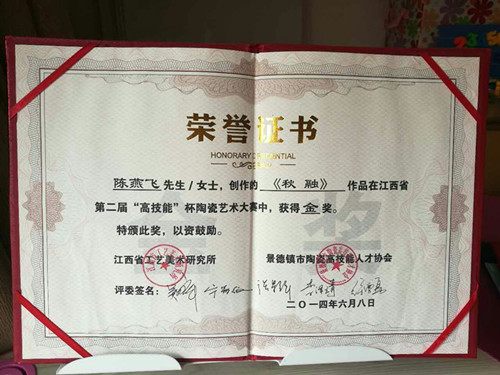 荣誉证书
HONORARY CREDENTIAL
陈燕飞先生/女士，创作的《秋 融》作品在江西省
第二届“高技能”杯陶瓷艺术大赛中，获得金奖。
特颁此奖，以资鼓励。
江西省工艺美术研究所 景德镇市陶瓷高技能人才协会
评委签名：
二〇一四年六月八日
奖